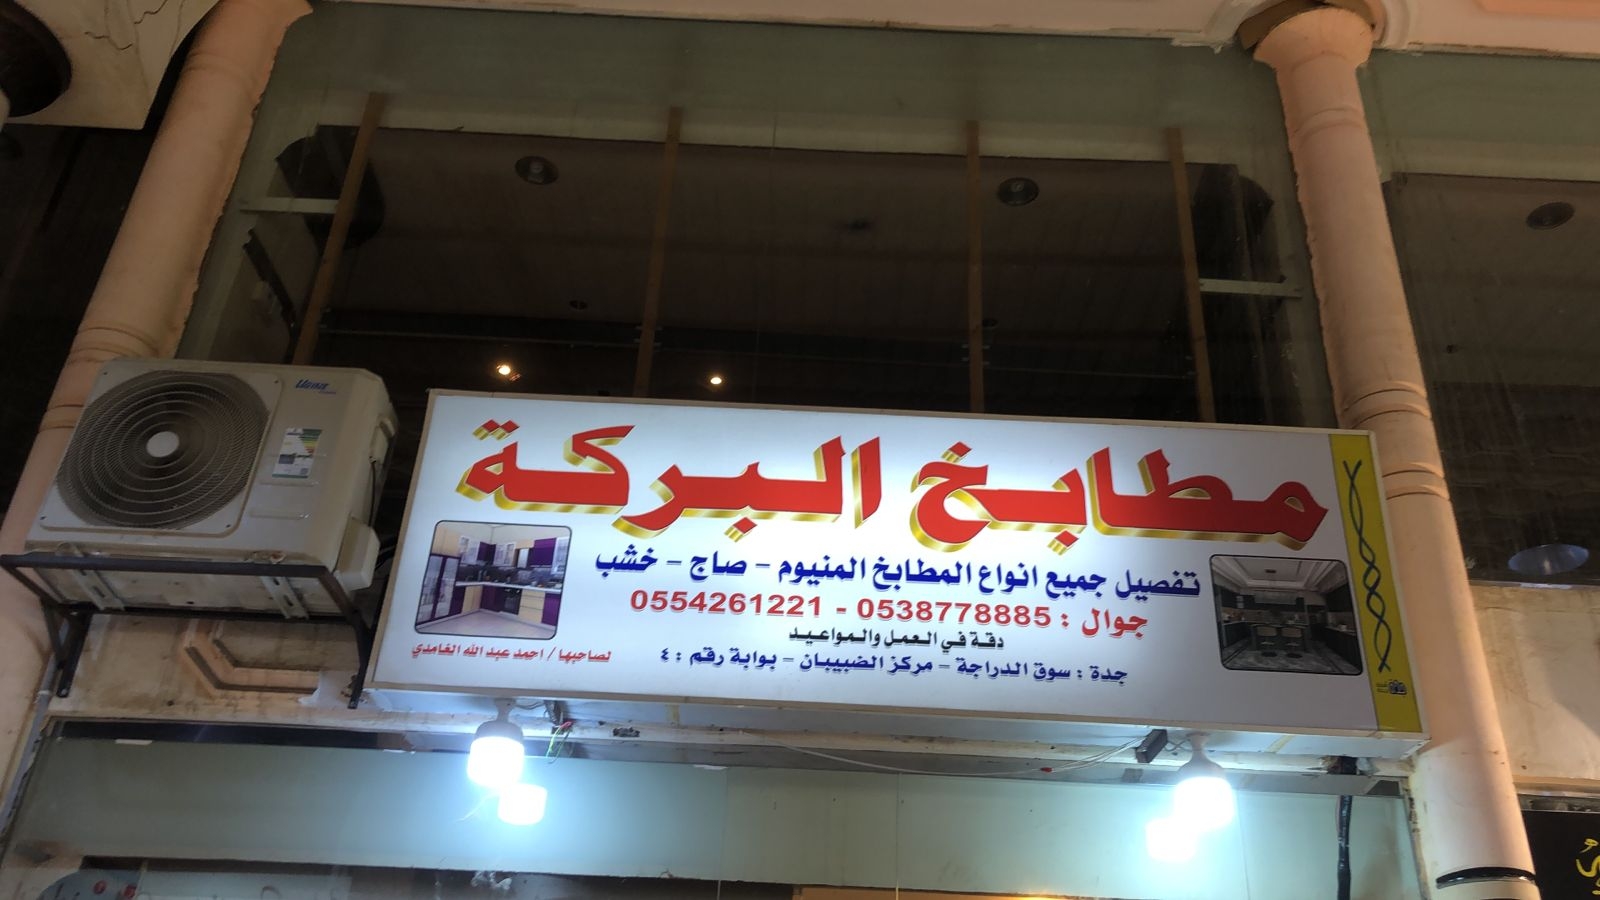 مطابخ البركة
تفصيل جميع انواع المطابخ المنيوم - صاج - خشب
جوال : 0538778885 - 0554261221
دقة في العمل والمواعيد
جدة : سوق الدراجة - مركز الضبيبان - بوابة رقم : ٤
لصاحبها / احمد عبد الله الغامدي